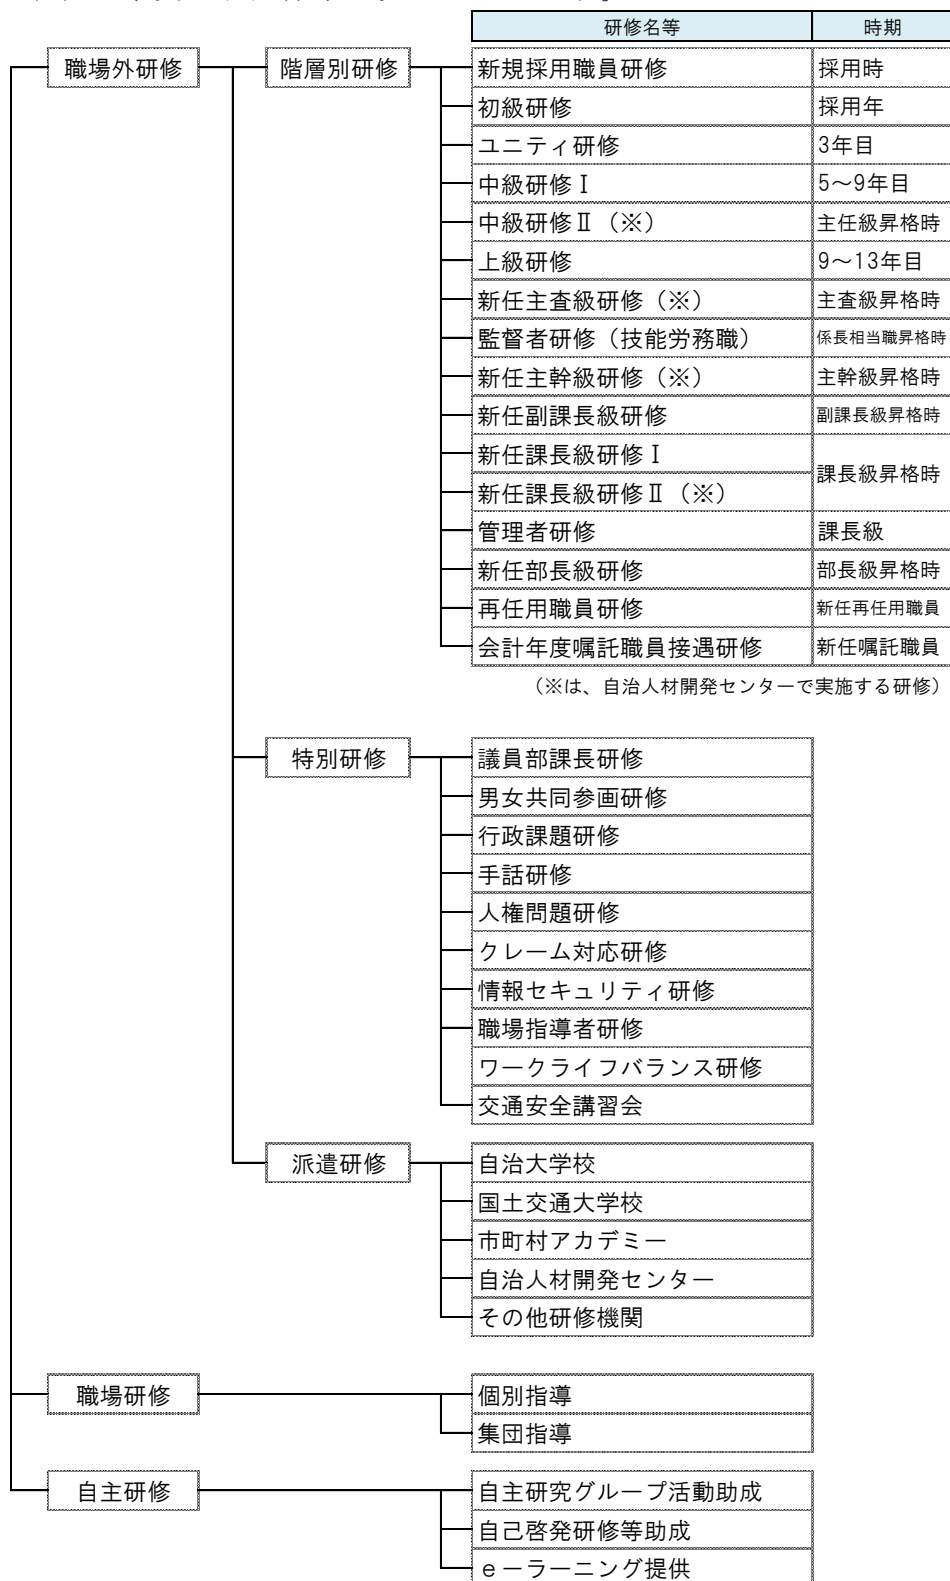 研修名等 時期
職場外研修 階層別研修 新規採用職員研修 採用時
初級研修 採用年
ユニティ研修 3年目
中級研修Ⅰ 5～9年目
中級研修Ⅱ（※） 主任級昇格時
上級研修 9～13年目
新任主査級研修（※） 主査級昇格時
監督者研修（技能労務職） 係長相当職昇格時
新任主幹級研修（※） 主幹級昇格時
新任副課長級研修 副課長級昇格時
新任課長級研修Ⅰ
課長級昇格時
新任課長級研修Ⅱ（※）
管理者研修 課長級
新任部長級研修 部長級昇格時
再任用職員研修 新任再任用職員
会計年度嘱託職員接遇研修 新任嘱託職員
（※は、自治人材開発センターで実施する研修）
特別研修 議員部課長研修
男女共同参画研修
行政課題研修
手話研修
人権問題研修
クレーム対応研修
情報セキュリティ研修
職場指導者研修
ワークライフバランス研修
交通安全講習会
派遣研修 自治大学校
国土交通大学校
市町村アカデミー
自治人材開発センター
その他研修機関
職場研修 個別指導
集団指導
自主研修 自主研究グループ活動助成
自己啓発研修等助成
ｅーラーニング提供